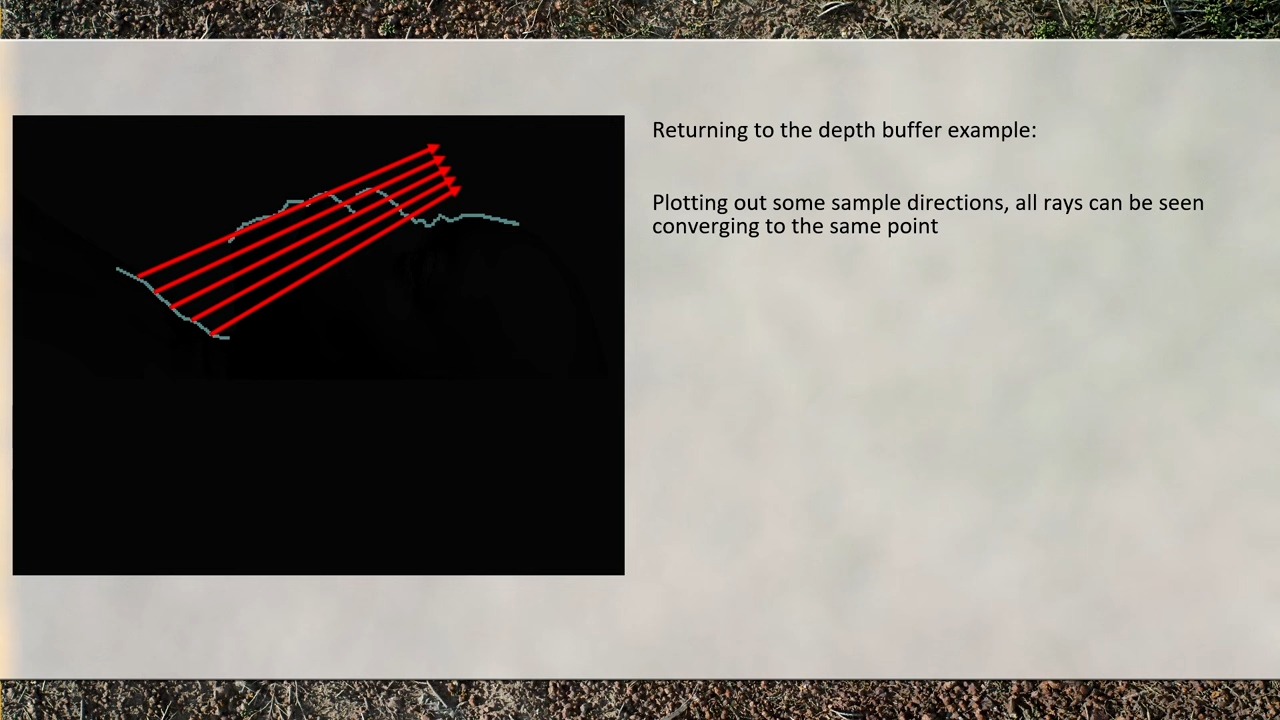 Returning to the depth buffer example:
Plotting out some sample directions, all rays can be seen
converging to the same point